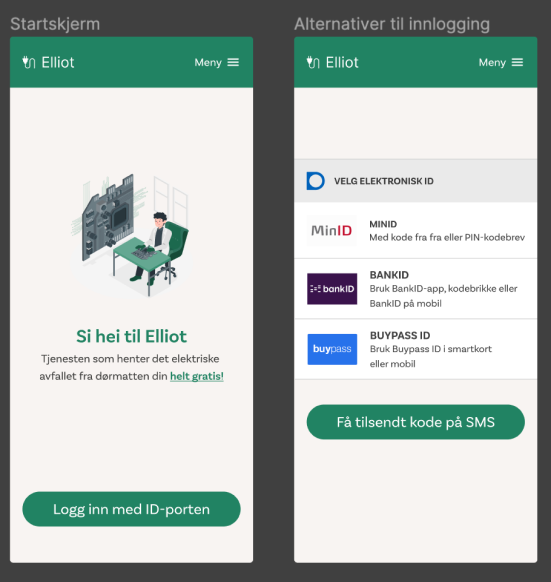 Startskjerm
Elliot
Meny
Si hei til Elliot
Tjenesten som henter det elektriske
avfallet fra dørmatten din helt gratis!
Logg inn med ID-porten
Alternativer til innlogging
Elliot
Meny
VELG ELEKTRONISK ID
MinID
MINID
Med kode fra fra eller PIN-kodebrev
bankID
BANKID
Bruk BankID-app, kodebrikke eller
BankID på mobil
buypass
BUYPASS ID
Bruk Buypass ID i smartkort
eller mobil
Få tilsendt kode på SMS